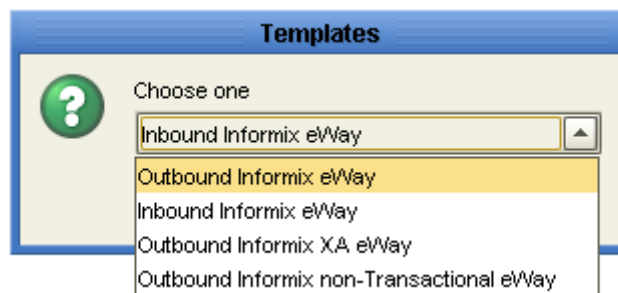 Templates
Choose one
Inbound Informix eWay
Outbound Informix eWay
Inbound Informix eWay
Outbound Informix XA eWay
Outbound Informix non-Transactional eWay